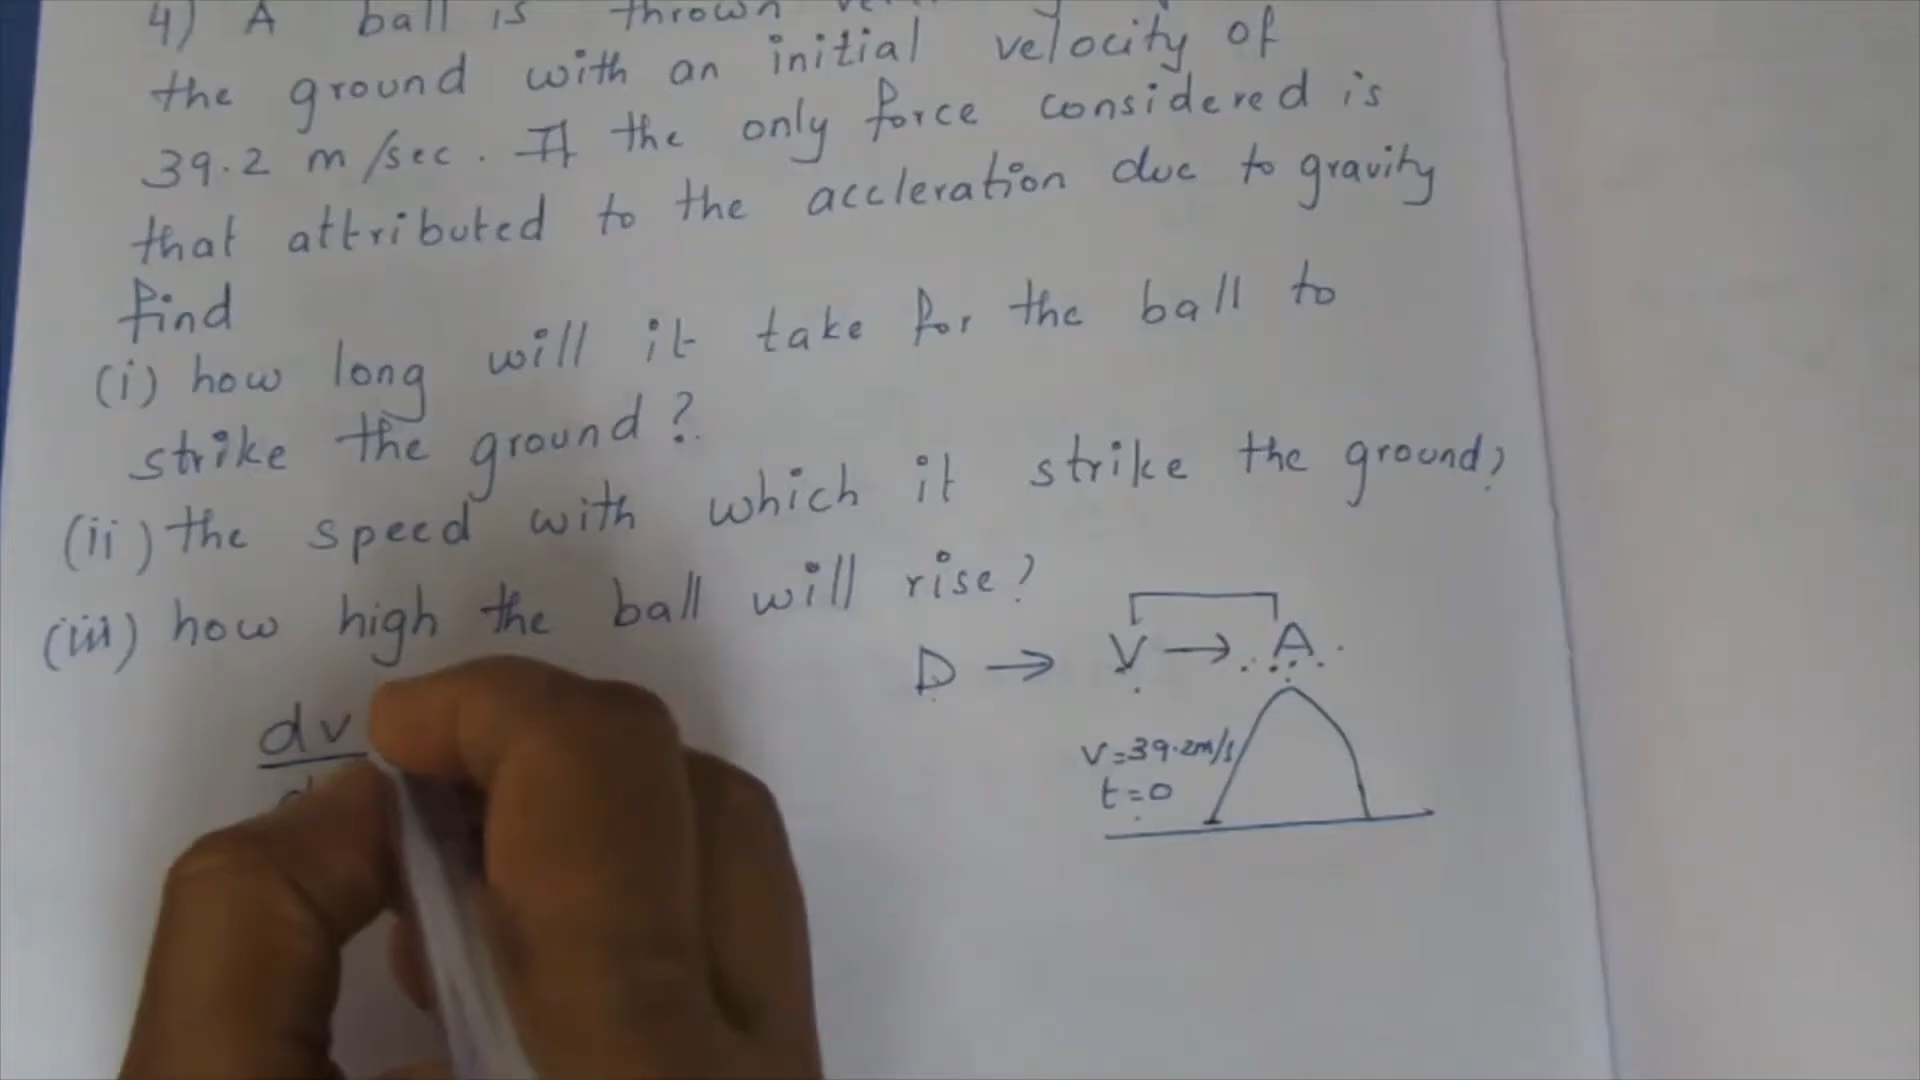 4) A ball is thrown
the ground with an initial velocity of
39.2 m/sec. If the only force considered is
that attributed to the accleration due to gravity
find
(i) how long will it take for the ball to
strike the ground?
(ii) the speed with which it strike the ground?
(iii) how high the ball will rise?
D → V → A
dv
V=39.2m/s
t=0